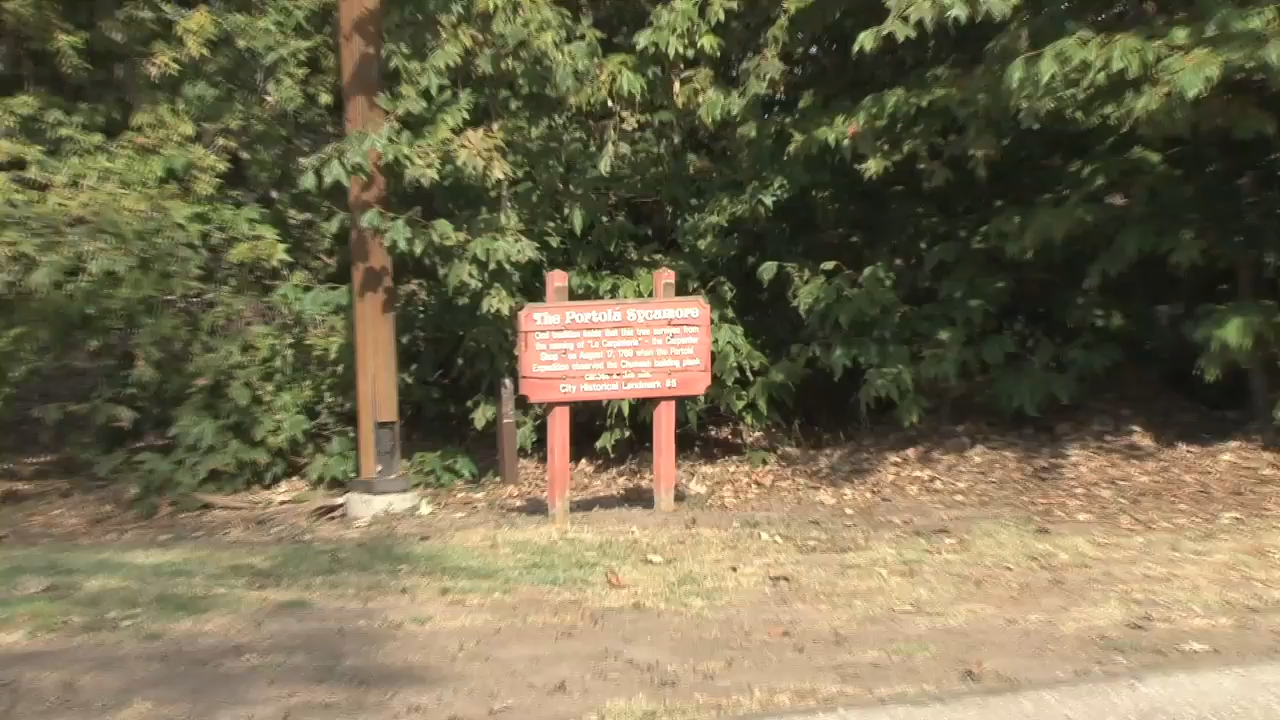 The Portolá Sycamore
Oral tradition holds that this tree survives from
the naming of "La Carpinteria" - the Carpenter
Shop - on August 17, 1769 when the Portolá
Expedition observed the Chumash building plank
City Historical Landmark #5